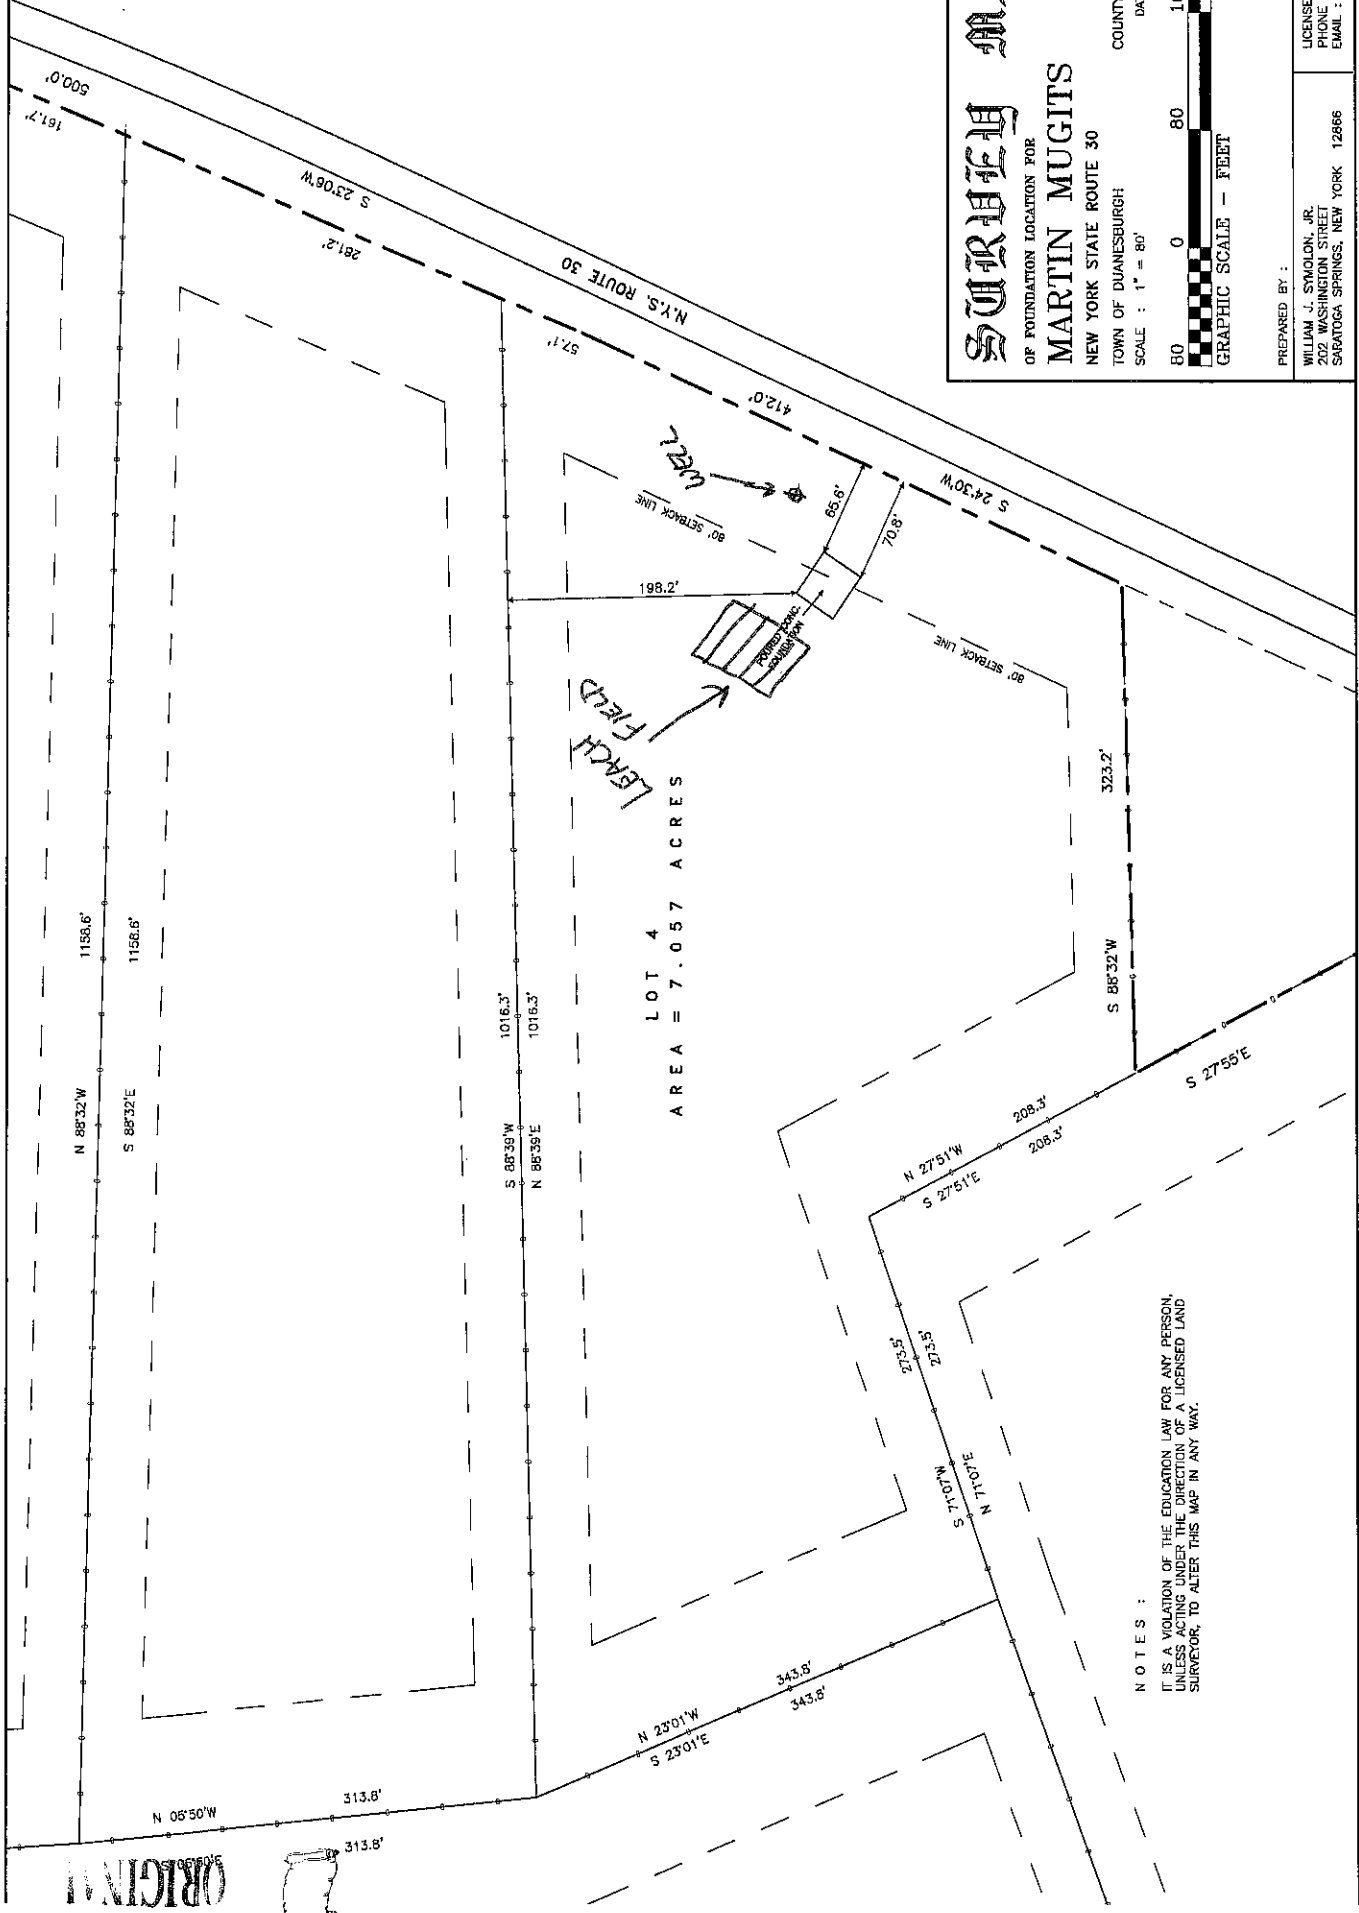 SURVEY
OF FOUNDATION LOCATION FOR
MARTIN MUGITS
NEW YORK STATE ROUTE 30
TOWN OF DUANESBURGH
COUNTY
SCALE : 1" = 80'
80 0 80
GRAPHIC SCALE - FEET
PREPARED BY :
WILLIAM J. SYMOLON, JR.
202 WASHINGTON STREET
SARATOGA SPRINGS, NEW YORK 12866
LICENSE
PHONE
EMAIL :
500.0'
161.7'
S 23°06'W
261.2'
N.Y.S. ROUTE 30
57.1'
412.0'
S 24°30'W
WELL
80' SETBACK LINE
65.6'
70.8'
198.2'
POURED CONC.
FOUNDATION
80' SETBACK LINE
LEACH
FIELD
LOT 4
AREA = 7.057 ACRES
323.2'
S 88°32'W
1158.6'
1158.6'
N 88°32'W
S 88°32'E
1016.3'
1016.3'
S 88°39'W
N 88°39'E
208.3'
208.3'
N 27°51'W
S 27°51'E
S 27°55'E
273.5'
273.5'
S 71°07'W
N 71°07'E
343.8'
343.8'
N 23°01'W
S 23°01'E
313.8'
N 05°50'W
313.8'
ORIGINAL
NOTES :
IT IS A VIOLATION OF THE EDUCATION LAW FOR ANY PERSON,
UNLESS ACTING UNDER THE DIRECTION OF A LICENSED LAND
SURVEYOR, TO ALTER THIS MAP IN ANY WAY.